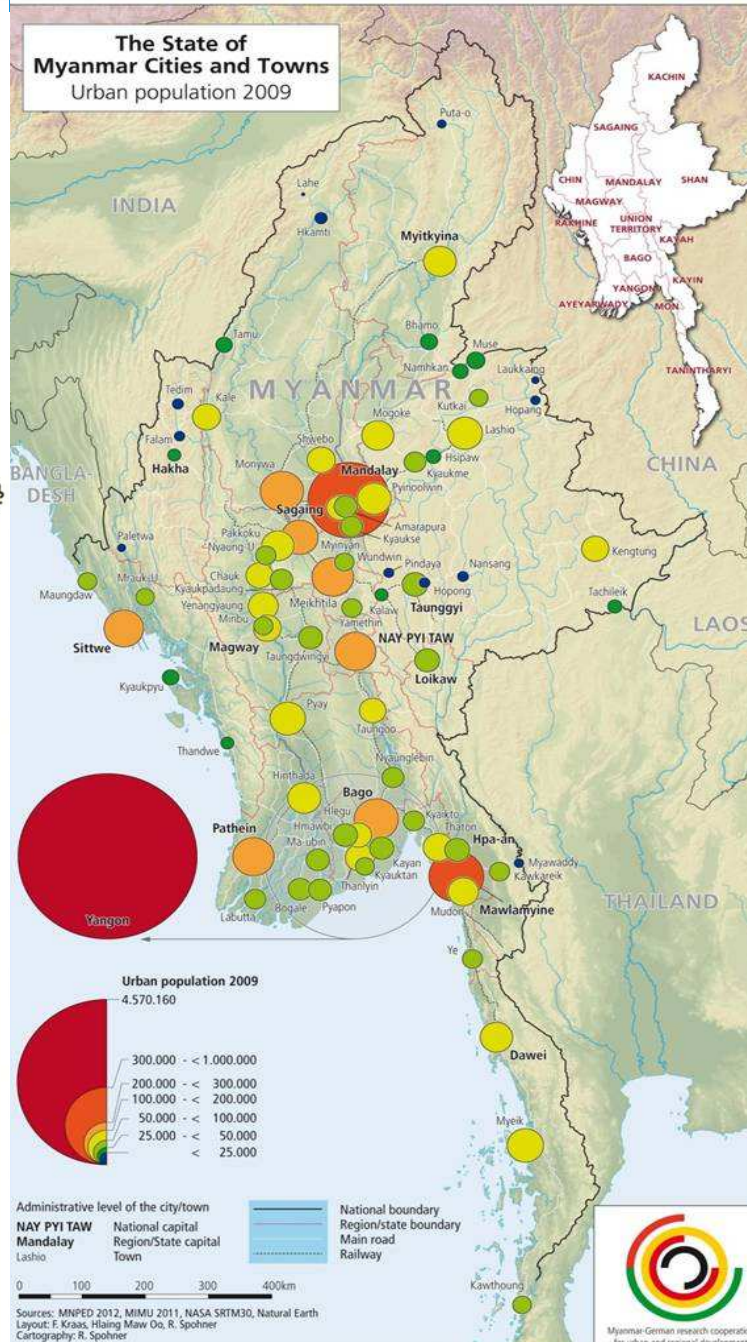 The State of
Myanmar Cities and Towns
Urban population 2009
KACHIN
SAGAING
CHIN
MANDALAY
SHAN
MAGWAY
RAKHINE
UNION
TERRITORY
KAYAH
BAGO
YANGON
KAYIN
AYEYARWADY
MON
TANINTHARYI
INDIA
Puta-o
Lahe
Hkamti
Myitkyina
Tamu
Bhamo
Muse
Namhkan
Laukkaing
MYANMAR
Tedim
Kale
Kutkai
Hopang
Mogoke
Lashio
Falam
Shwebo
Hakha
Hsipaw
BANGLA-
DESH
CHINA
Monywa
Mandalay
Kyaukme
Pyinoolwin
Sagaing
Amarapura
Paletwa
Pakkoku
Kyaukse
Nyaung U
Myinyan
Wundwin
Kengtung
Pindaya
Nansang
Maungdaw
Mrauk-U
Chauk
Kyaukpadaung
Hopong
Yenangyaung
Meikhtila
Kalaw
Taunggyi
Tachileik
Minbu
Yamethin
LAOS
Sittwe
Magway
NAY PYI TAW
Taungdwingyi
Loikaw
Kyaukpyu
Pyay
Taungoo
Thandwe
Nyaunglebin
Hinthada
Bago
Hlegu
Kyaikto
Hmawbi
Thaton
Pathein
Ma-ubin
Hpa-an
Kayan
Myawaddy
Kyauktan
Kawkareik
Thanlyin
THAILAND
Yangon
Labutta
Bogale
Pyapon
Mudon
Mawlamyine
Ye
Dawei
Myeik
Kawthoung
Urban population 2009
4.570.160
300.000 - < 1.000.000
200.000 - < 300.000
100.000 - < 200.000
50.000 - < 100.000
25.000 - < 50.000
< 25.000
Administrative level of the city/town
NAY PYI TAW National capital
Mandalay Region/State capital
Lashio Town
National boundary
Region/state boundary
Main road
Railway
0 100 200 400km
Sources: MNPED 2012, MIMU 2011, NASA SRTM30, Natural Earth
Layout: F. Kraas, Hlaing Maw Oo, R. Spohner
Cartography: R. Spohner
Myanmar-German research cooperation